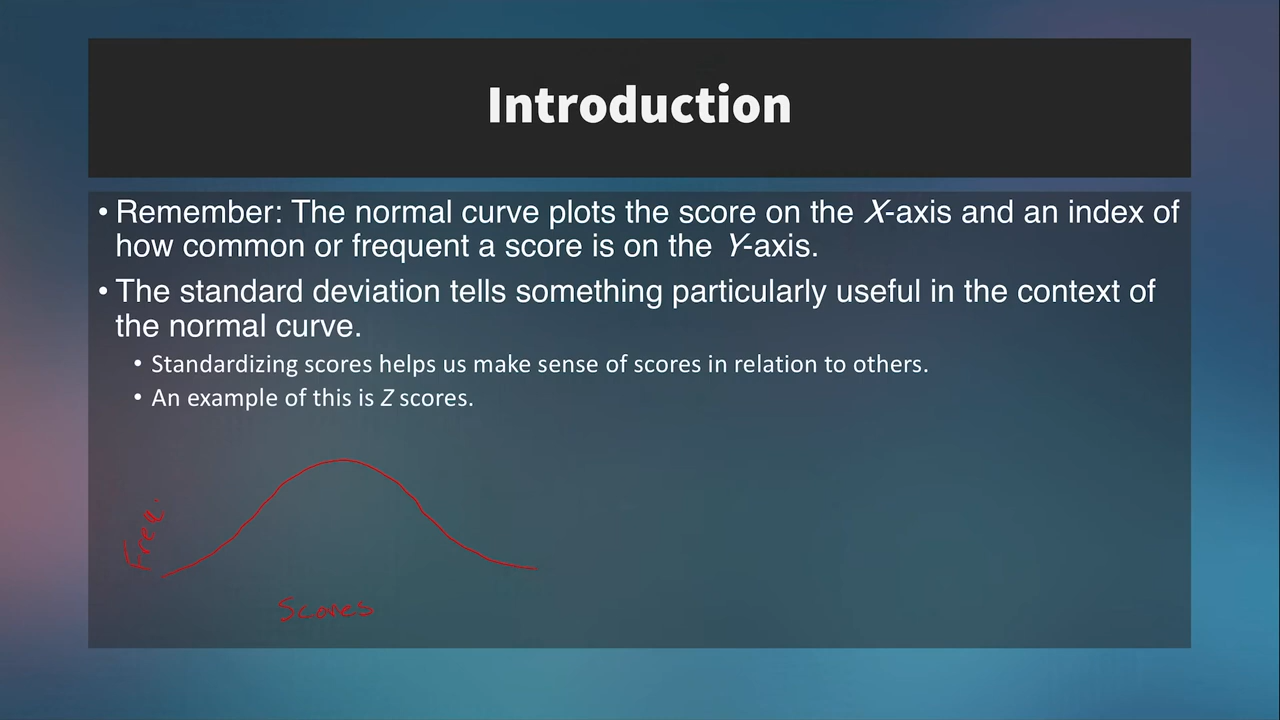 Introduction
• Remember: The normal curve plots the score on the X-axis and an index of
how common or frequent a score is on the Y-axis.
• The standard deviation tells something particularly useful in the context of
the normal curve.
• Standardizing scores helps us make sense of scores in relation to others.
• An example of this is Z scores.
Freq.
Scores